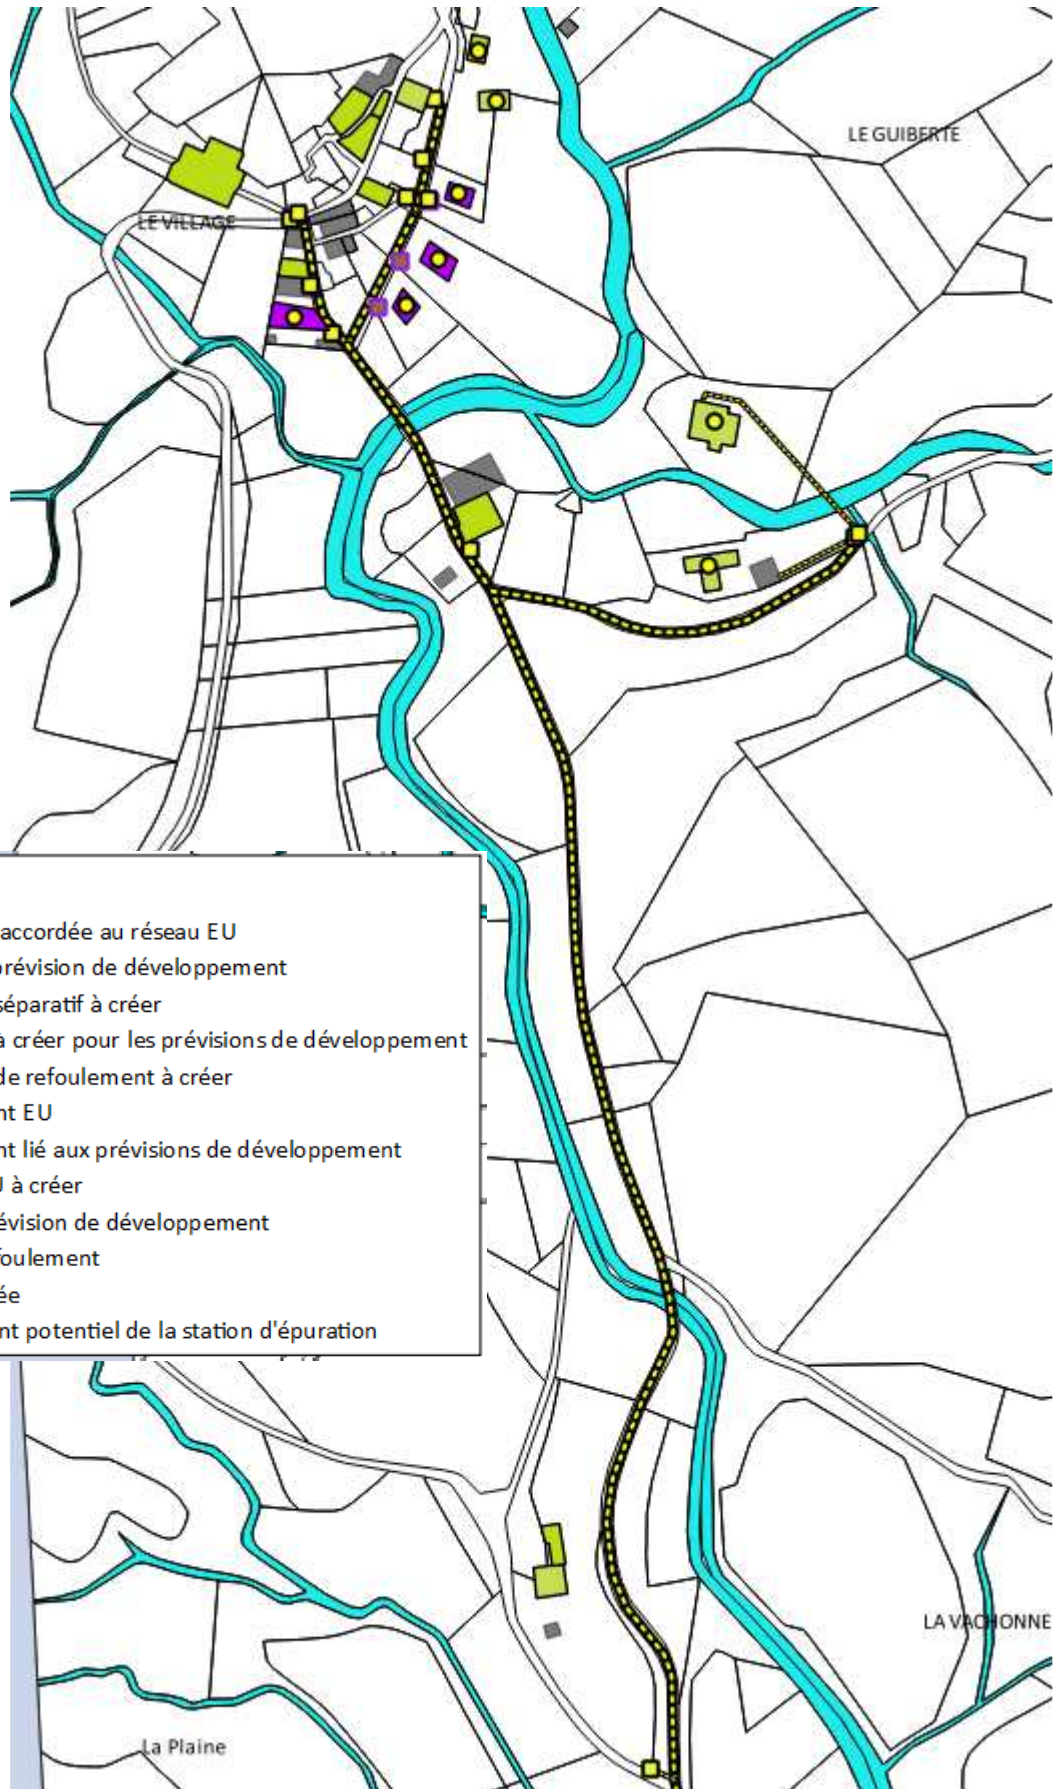 LE GUIBERTE
LE VILLAGE
accordée au réseau EU
prévision de développement
séparatif à créer
à créer pour les prévisions de développement
de refoulement à créer
nt EU
nt lié aux prévisions de développement
U à créer
évision de développement
foulement
ée
nt potentiel de la station d'épuration
LA VACHONNE
La Plaine